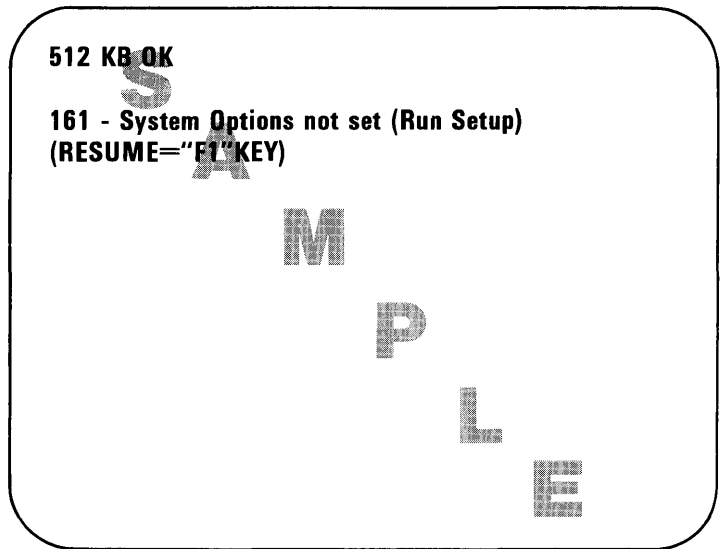 512 KB OK
161 - System Options not set (Run Setup)
(RESUME="F1"KEY)
SAMPLE